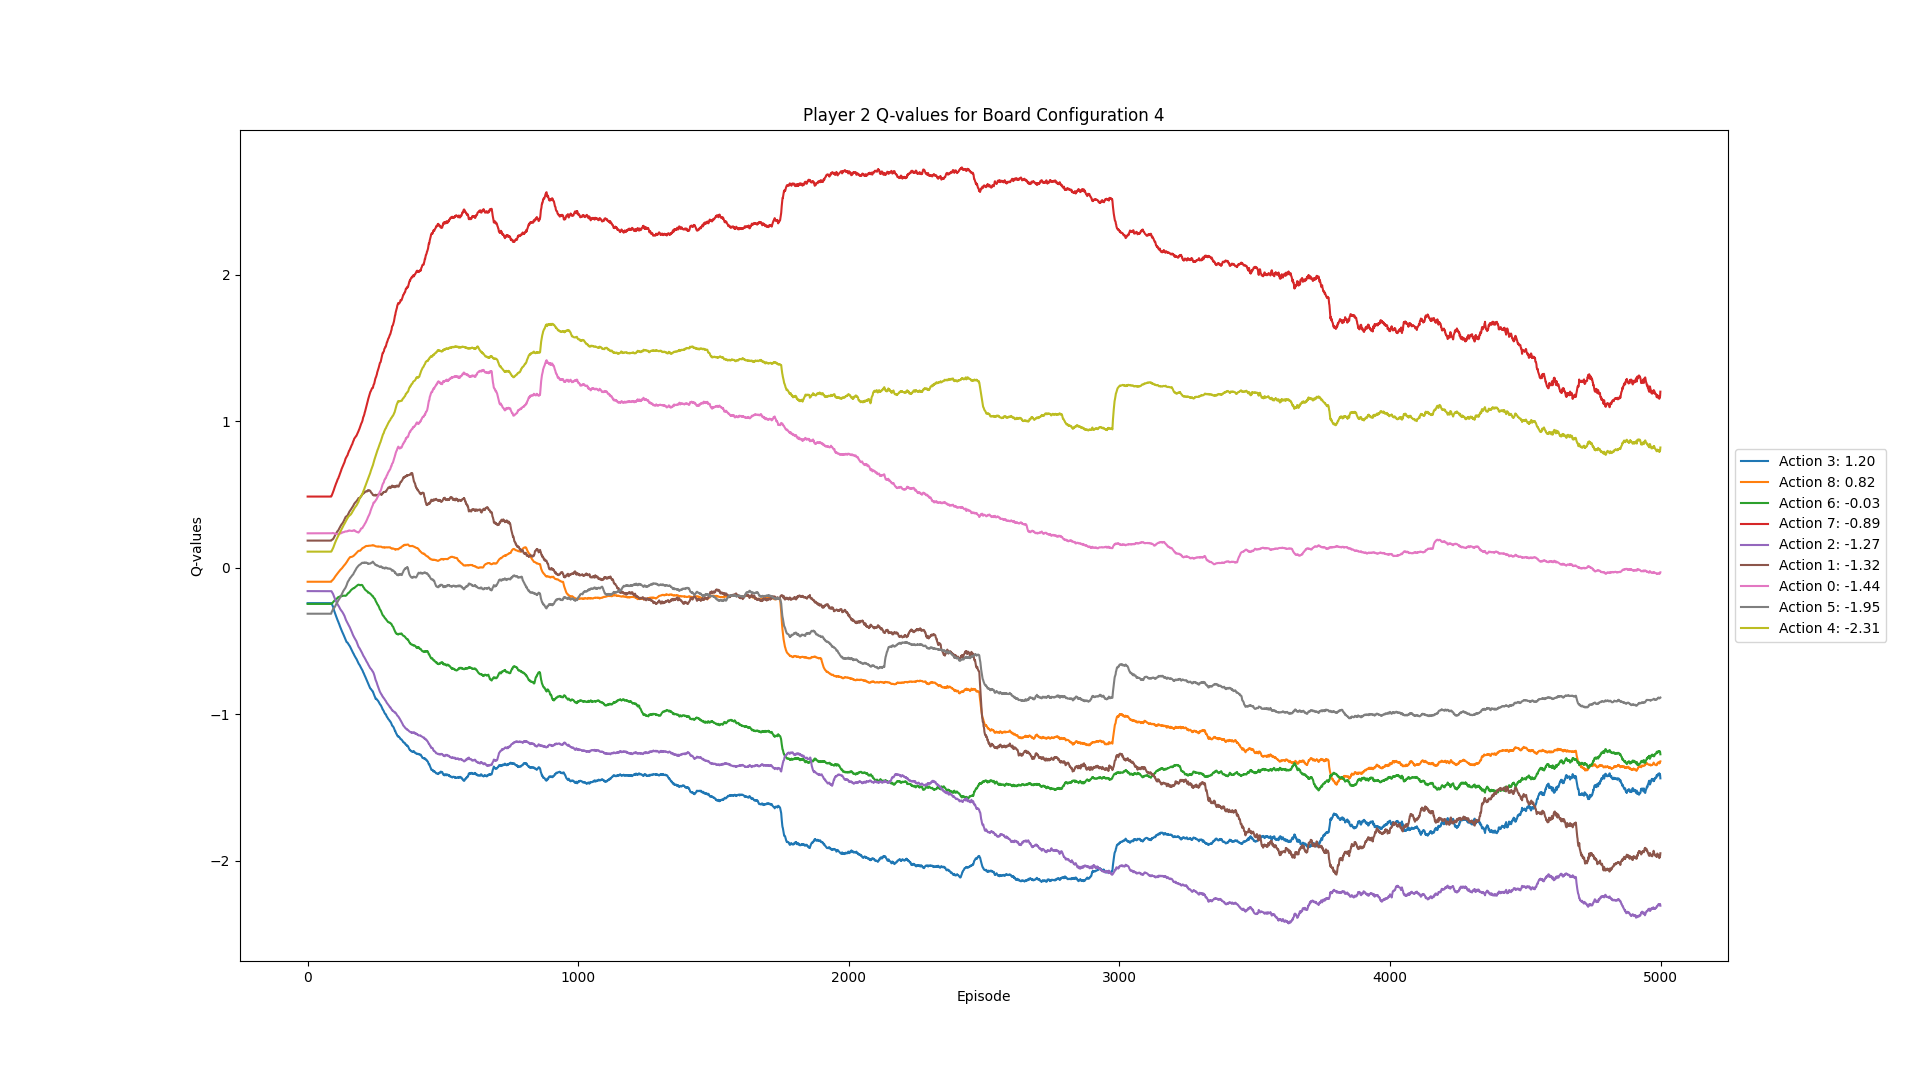 Player 2 Q-values for Board Configuration 4
Q-values
2
1
0
−1
−2
0
1000
2000
3000
4000
5000
Episode
Action 3: 1.20
Action 8: 0.82
Action 6: -0.03
Action 7: -0.89
Action 2: -1.27
Action 1: -1.32
Action 0: -1.44
Action 5: -1.95
Action 4: -2.31